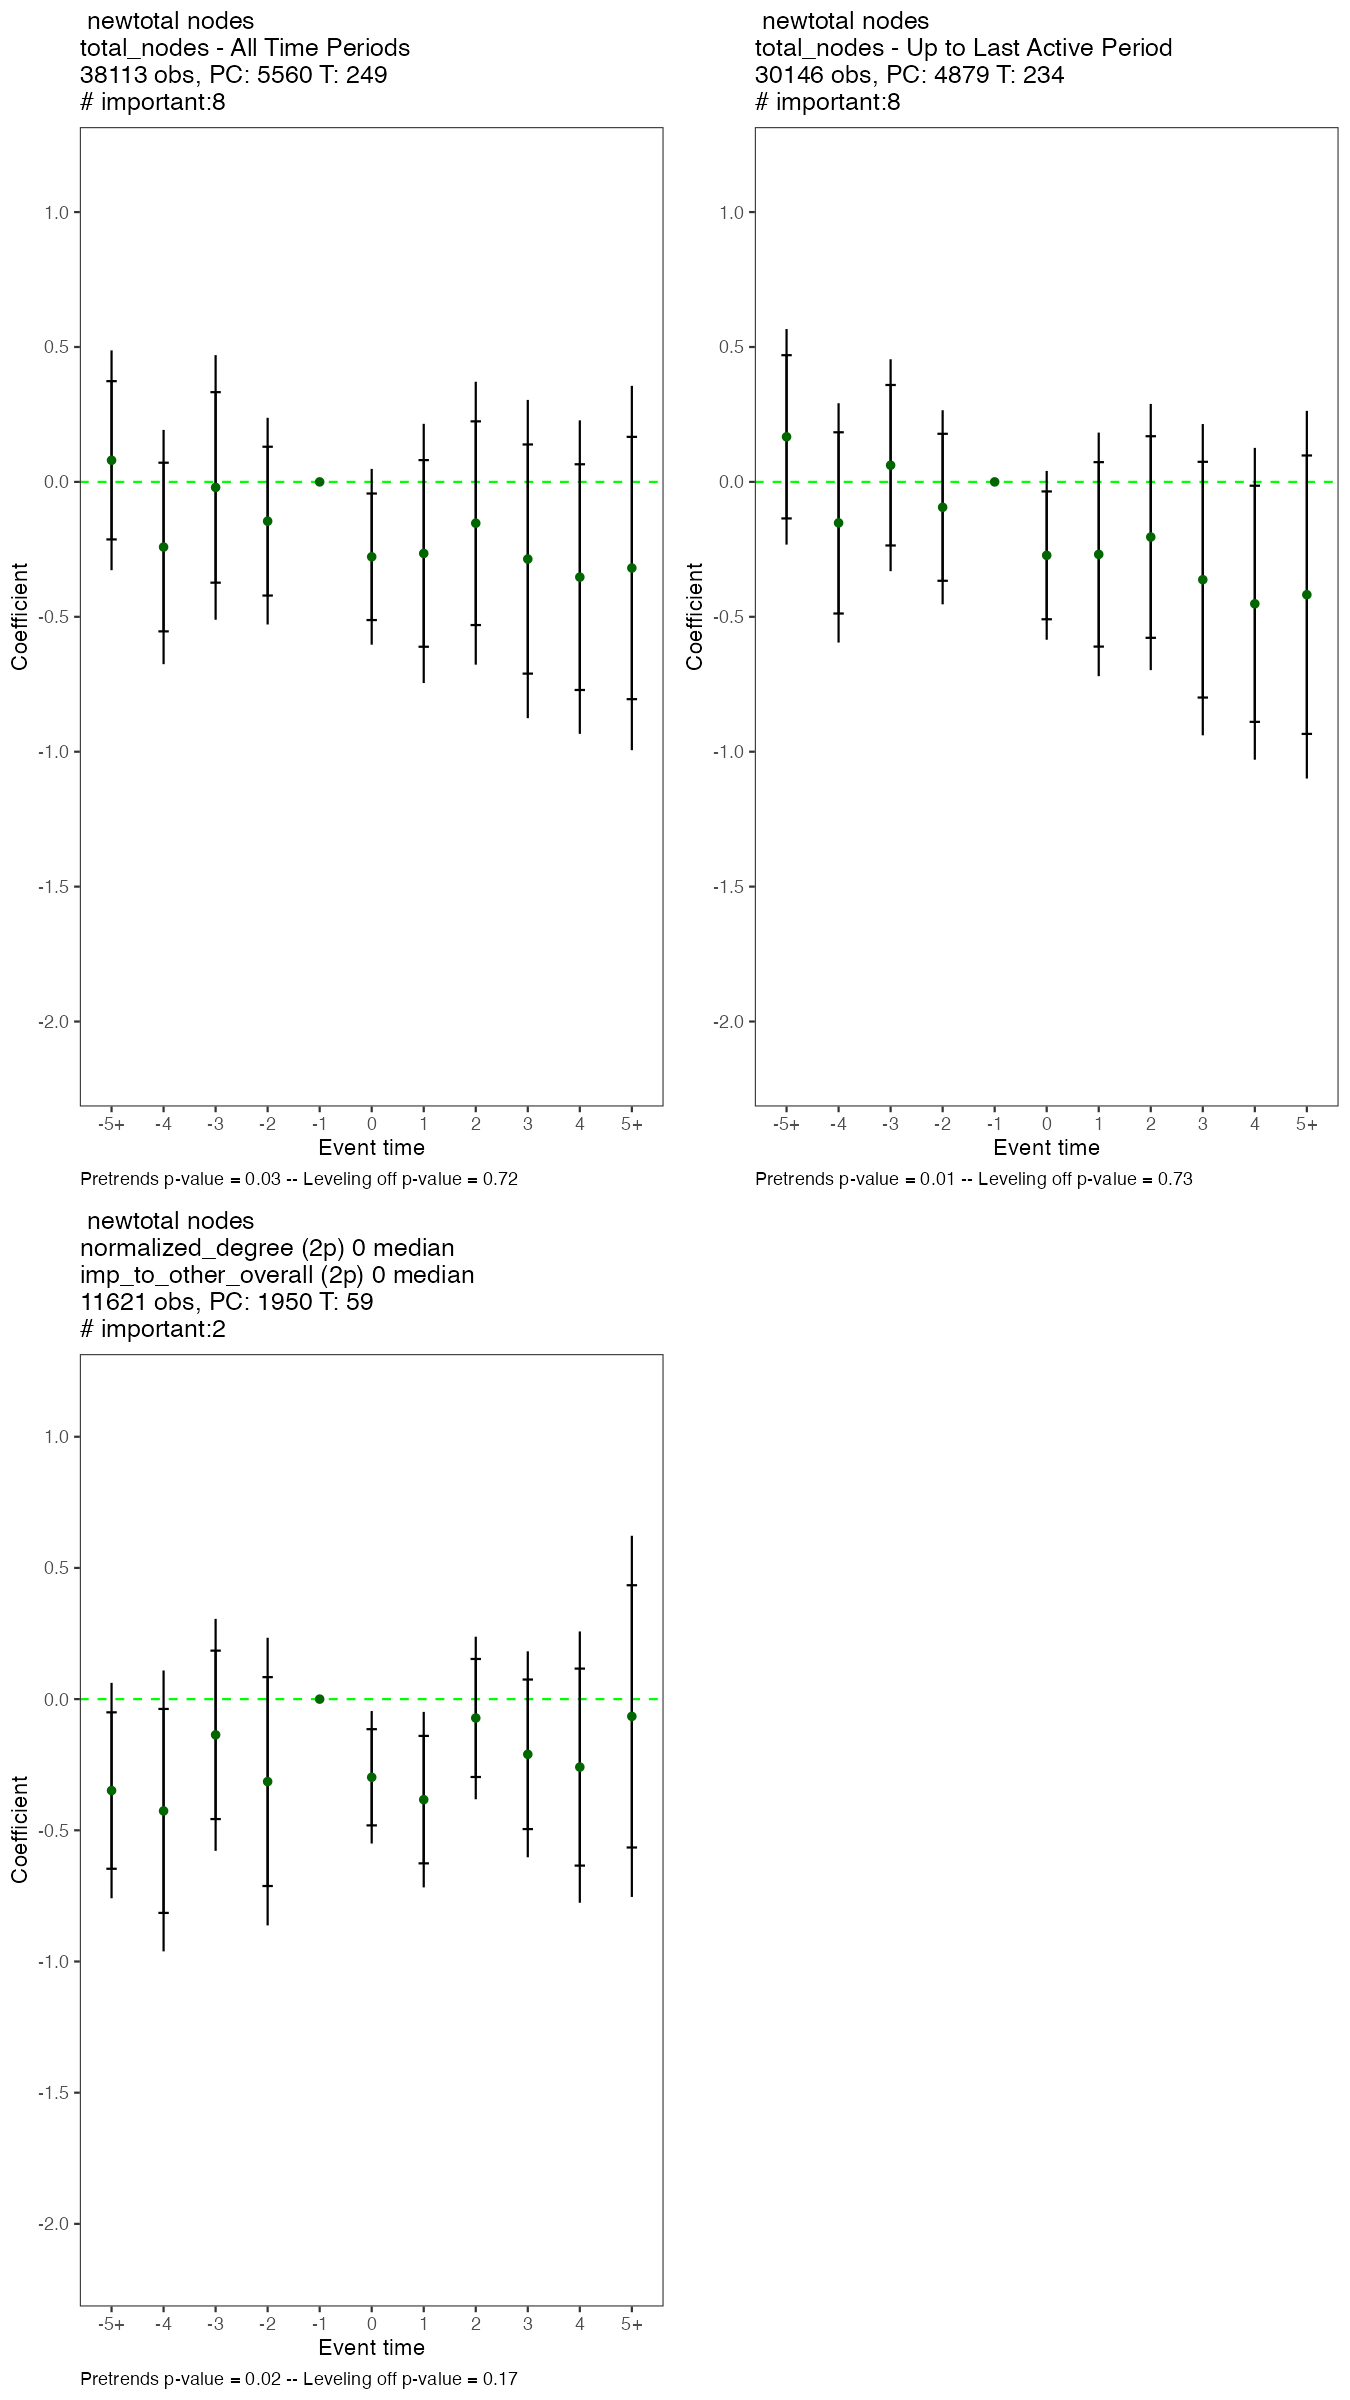 newtotal nodes
total_nodes - All Time Periods
38113 obs, PC: 5560 T: 249
# important:8
Coefficient
1.0
0.5
0.0
-0.5
-1.0
-1.5
-2.0
-5+ -4 -3 -2 -1 0 1 2 3 4 5+
Event time
Pretrends p-value = 0.03 -- Leveling off p-value = 0.72
newtotal nodes
total_nodes - Up to Last Active Period
30146 obs, PC: 4879 T: 234
# important:8
Coefficient
1.0
0.5
0.0
-0.5
-1.0
-1.5
-2.0
-5+ -4 -3 -2 -1 0 1 2 3 4 5+
Event time
Pretrends p-value = 0.01 -- Leveling off p-value = 0.73
newtotal nodes
normalized_degree (2p) 0 median
imp_to_other_overall (2p) 0 median
11621 obs, PC: 1950 T: 59
# important:2
Coefficient
1.0
0.5
0.0
-0.5
-1.0
-1.5
-2.0
-5+ -4 -3 -2 -1 0 1 2 3 4 5+
Event time
Pretrends p-value = 0.02 -- Leveling off p-value = 0.17